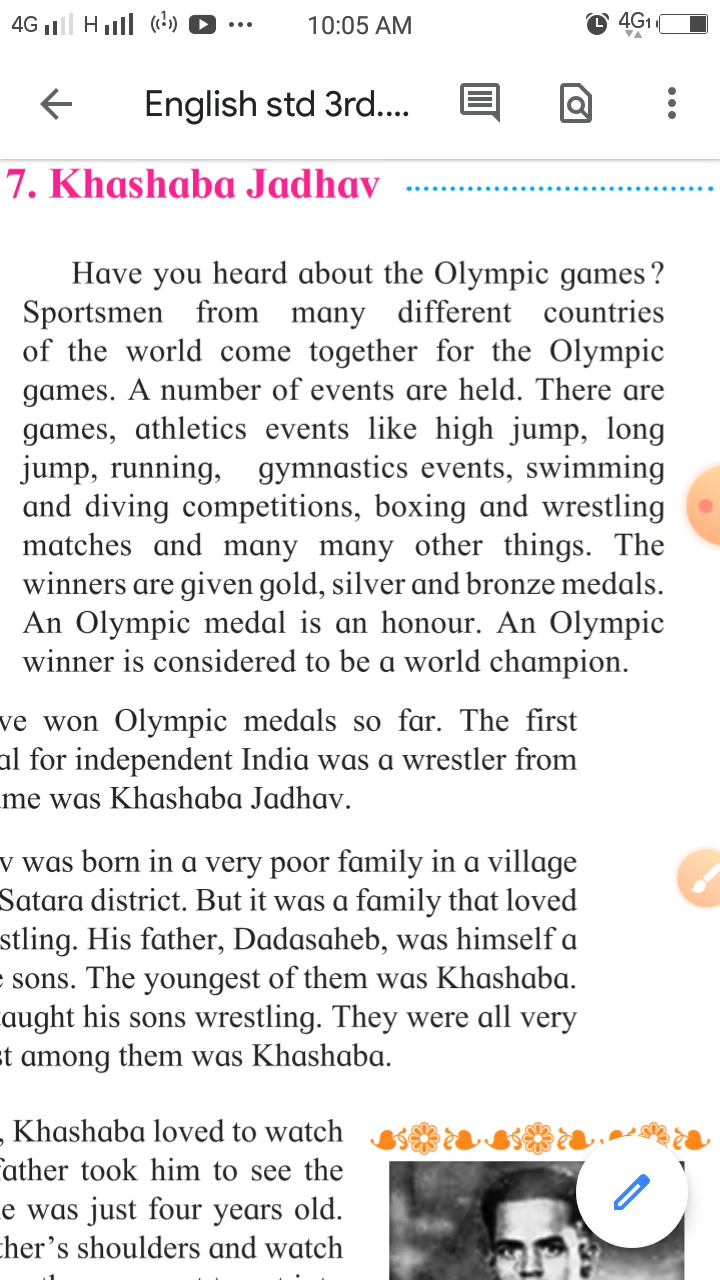 4G H 10:05 AM 4G1
English std 3rd....
7. Khashaba Jadhav
Have you heard about the Olympic games?
Sportsmen from many different countries
of the world come together for the Olympic
games. A number of events are held. There are
games, athletics events like high jump, long
jump, running, gymnastics events, swimming
and diving competitions, boxing and wrestling
matches and many many other things. The
winners are given gold, silver and bronze medals.
An Olympic medal is an honour. An Olympic
winner is considered to be a world champion.
won Olympic medals so far. The first
for independent India was a wrestler from
was Khashaba Jadhav.
was born in a very poor family in a village
Satara district. But it was a family that loved
His father, Dadasaheb, was himself a
sons. The youngest of them was Khashaba.
taught his sons wrestling. They were all very
among them was Khashaba.
, Khashaba loved to watch
father took him to see the
was just four years old.
shoulders and watch